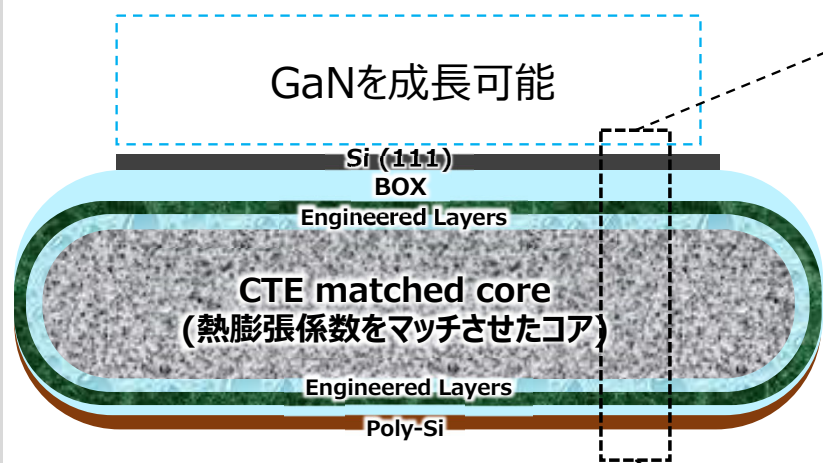 GaNを成長可能
Si (111)
BOX
Engineered Layers
CTE matched core
(熱膨張係数をマッチさせたコア)
Engineered Layers
Poly-Si